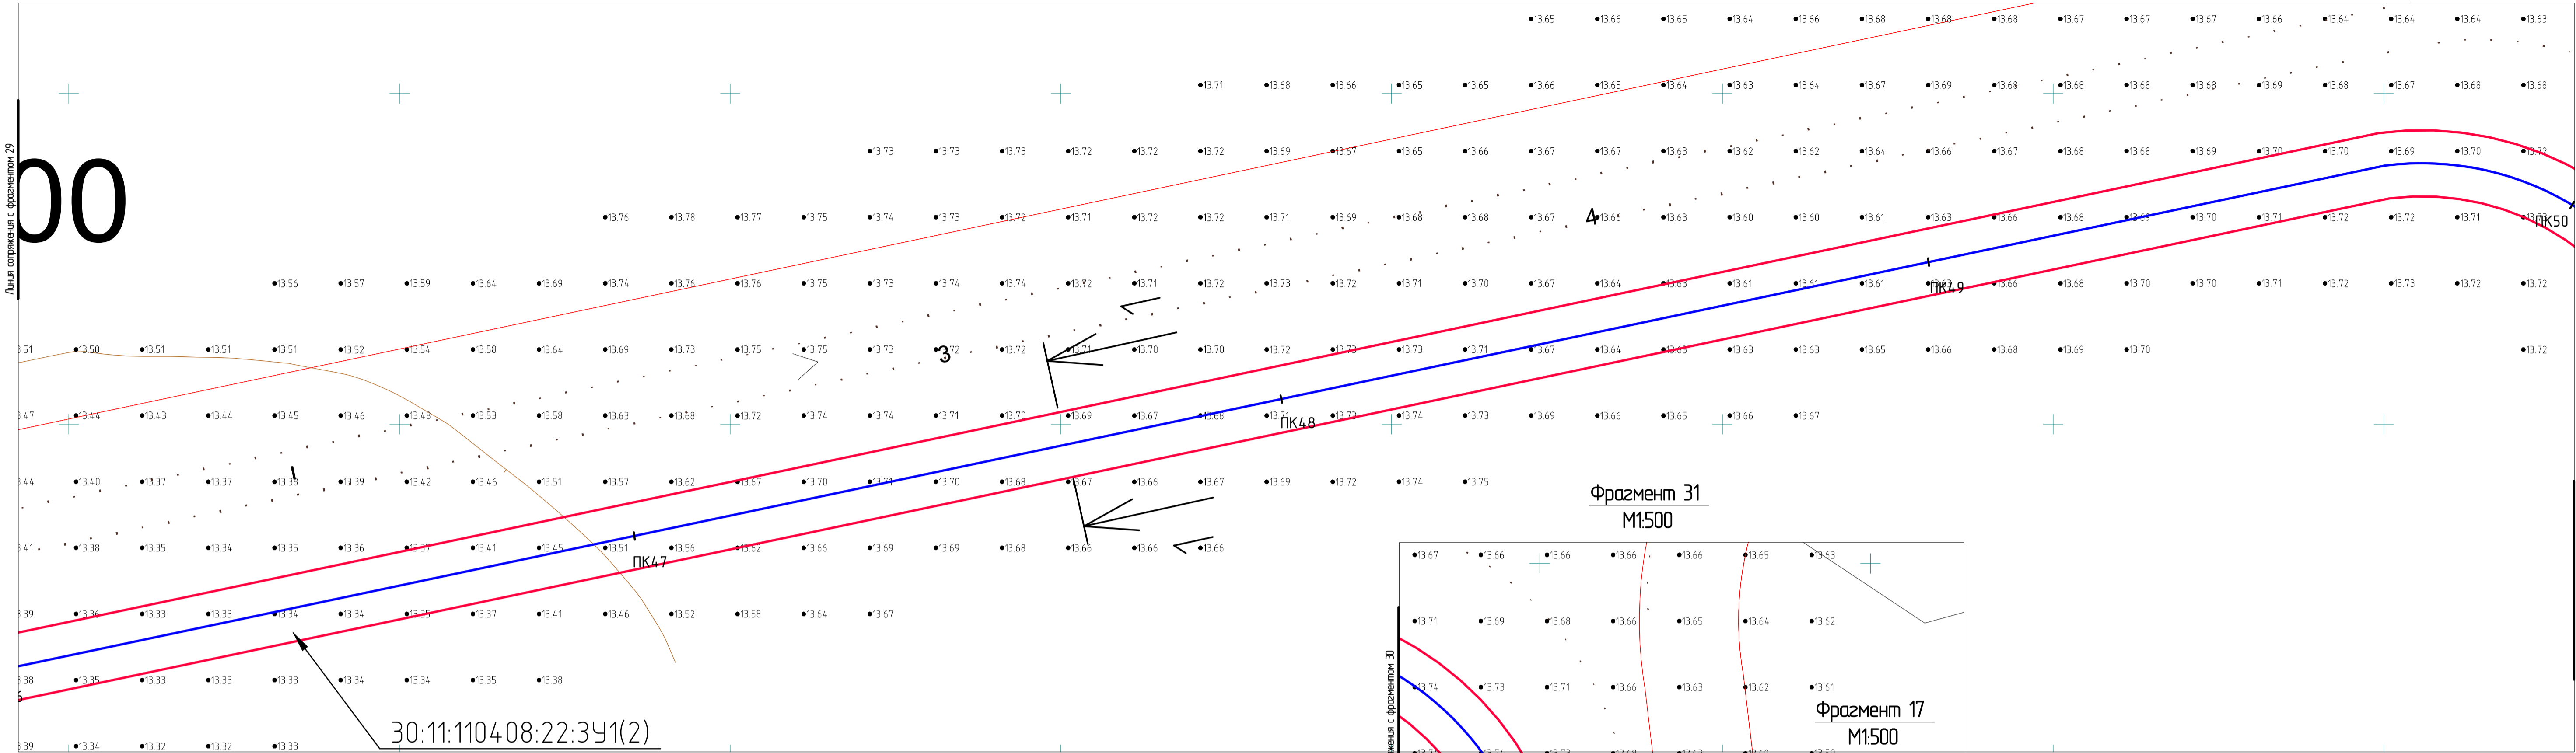 13.65 13.66 13.65 13.64 13.66 13.68 13.68 13.68 13.67 13.67 13.67 13.66 13.64 13.64 13.64 13.63
13.71 13.68 13.66 13.65 13.65 13.66 13.65 13.64 13.63 13.64 13.67 13.69 13.68 13.68 13.68 13.68 13.69 13.68 13.67 13.68 13.68
13.73 13.73 13.73 13.72 13.72 13.72 13.69 13.67 13.65 13.66 13.67 13.67 13.63 13.62 13.62 13.64 13.66 13.67 13.68 13.68 13.69 13.70 13.70 13.69 13.70 13.72
Линия сопряжения с фрагментом 29
00
13.76 13.78 13.77 13.75 13.74 13.73 13.72 13.71 13.72 13.72 13.71 13.69 13.68 13.68 13.67 13.66 13.63 13.60 13.60 13.61 13.63 13.66 13.68 13.69 13.70 13.71 13.72 13.72 13.71
4
ПК50
13.56 13.57 13.59 13.64 13.69 13.74 13.76 13.76 13.75 13.73 13.74 13.74 13.72 13.71 13.72 13.73 13.72 13.71 13.70 13.67 13.64 13.63 13.61 13.61 13.61 13.66 13.68 13.70 13.70 13.71 13.72 13.73 13.72 13.72
ПК49
3.51 13.50 13.51 13.51 13.51 13.52 13.54 13.58 13.64 13.69 13.73 13.75 13.75 13.73 13.72 13.72 13.71 13.70 13.70 13.72 13.73 13.73 13.71 13.67 13.64 13.63 13.63 13.63 13.65 13.66 13.68 13.69 13.70 13.72
3
3.47 13.44 13.43 13.44 13.45 13.46 13.48 13.53 13.58 13.63 13.68 13.72 13.74 13.74 13.71 13.70 13.69 13.67 13.68 13.71 13.73 13.74 13.73 13.69 13.66 13.65 13.66 13.67
ПК48
1
3.44 13.40 13.37 13.37 13.38 13.39 13.42 13.46 13.51 13.57 13.62 13.67 13.70 13.71 13.70 13.68 13.67 13.66 13.67 13.69 13.72 13.74 13.75
Фрагмент 31
М1:500
3.41 13.38 13.35 13.34 13.35 13.36 13.37 13.41 13.45 13.51 13.56 13.62 13.66 13.69 13.69 13.68 13.66 13.66 13.66
ПК47
13.67 13.66 13.66 13.66 13.66 13.65 13.63
3.39 13.36 13.33 13.33 13.34 13.34 13.35 13.37 13.41 13.46 13.52 13.58 13.64 13.67
13.71 13.69 13.68 13.66 13.65 13.64 13.62
3.38 13.35 13.33 13.33 13.33 13.34 13.34 13.35 13.38
13.74 13.73 13.71 13.66 13.63 13.62 13.61
жения с фрагментом 30
Фрагмент 17
М1:500
30:11:110408:22:ЗУ1(2)
3.39 13.34 13.32 13.32 13.33